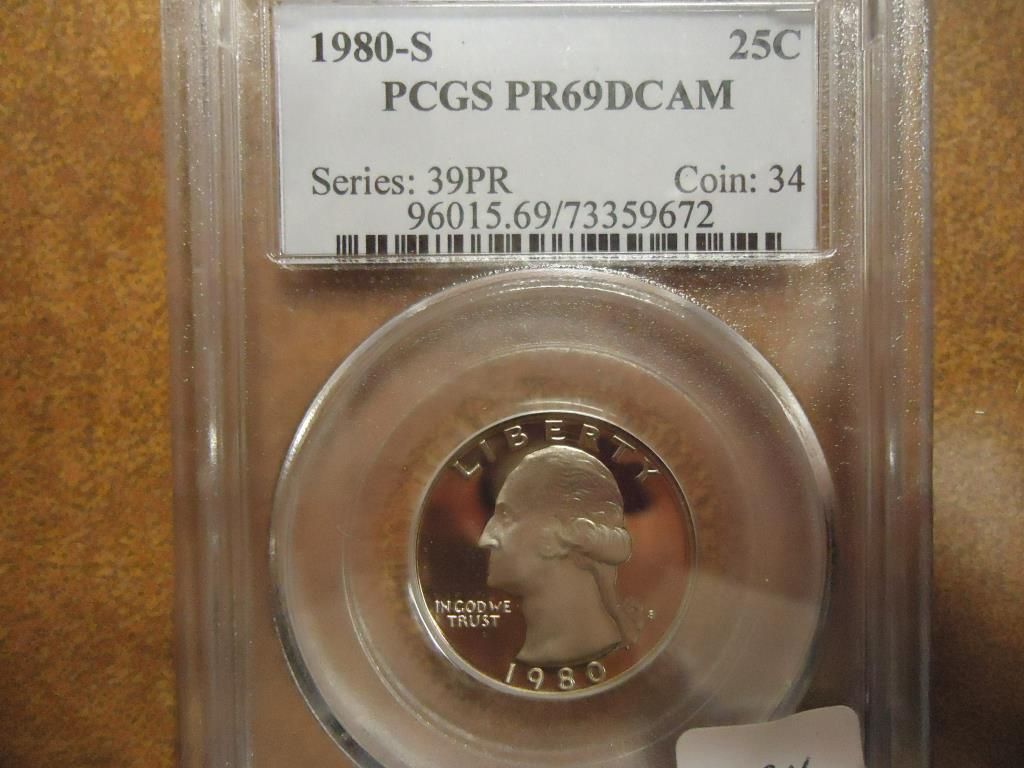 1980-S 25C
PCGS PR69DCAM
Series: 39PR Coin: 34
96015.69/73359672
LIBERTY
IN GOD WE
TRUST
S
1980